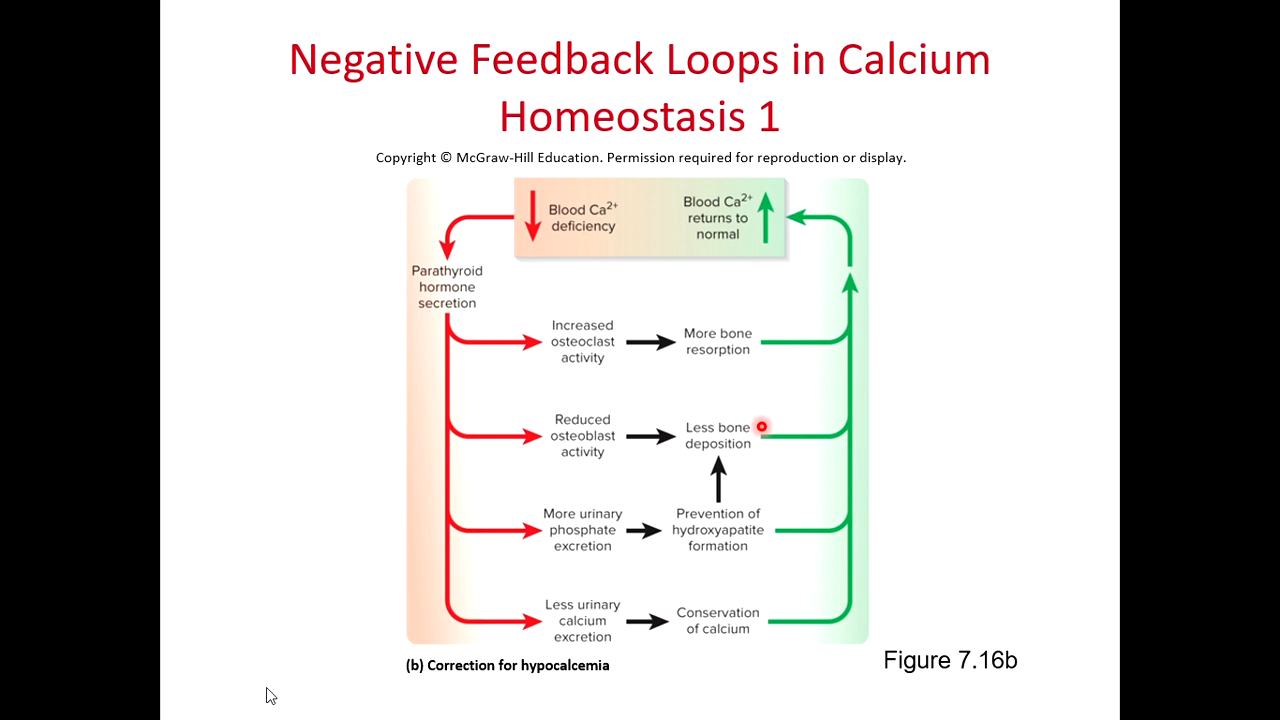 Negative Feedback Loops in Calcium
Homeostasis 1
Copyright © McGraw-Hill Education. Permission required for reproduction or display.
Blood Ca²⁺
deficiency
Blood Ca²⁺
returns to
normal
Parathyroid
hormone
secretion
Increased
osteoclast
activity
More bone
resorption
Reduced
osteoblast
activity
Less bone
deposition
More urinary
phosphate
excretion
Prevention of
hydroxyapatite
formation
Less urinary
calcium
excretion
Conservation
of calcium
(b) Correction for hypocalcemia
Figure 7.16b